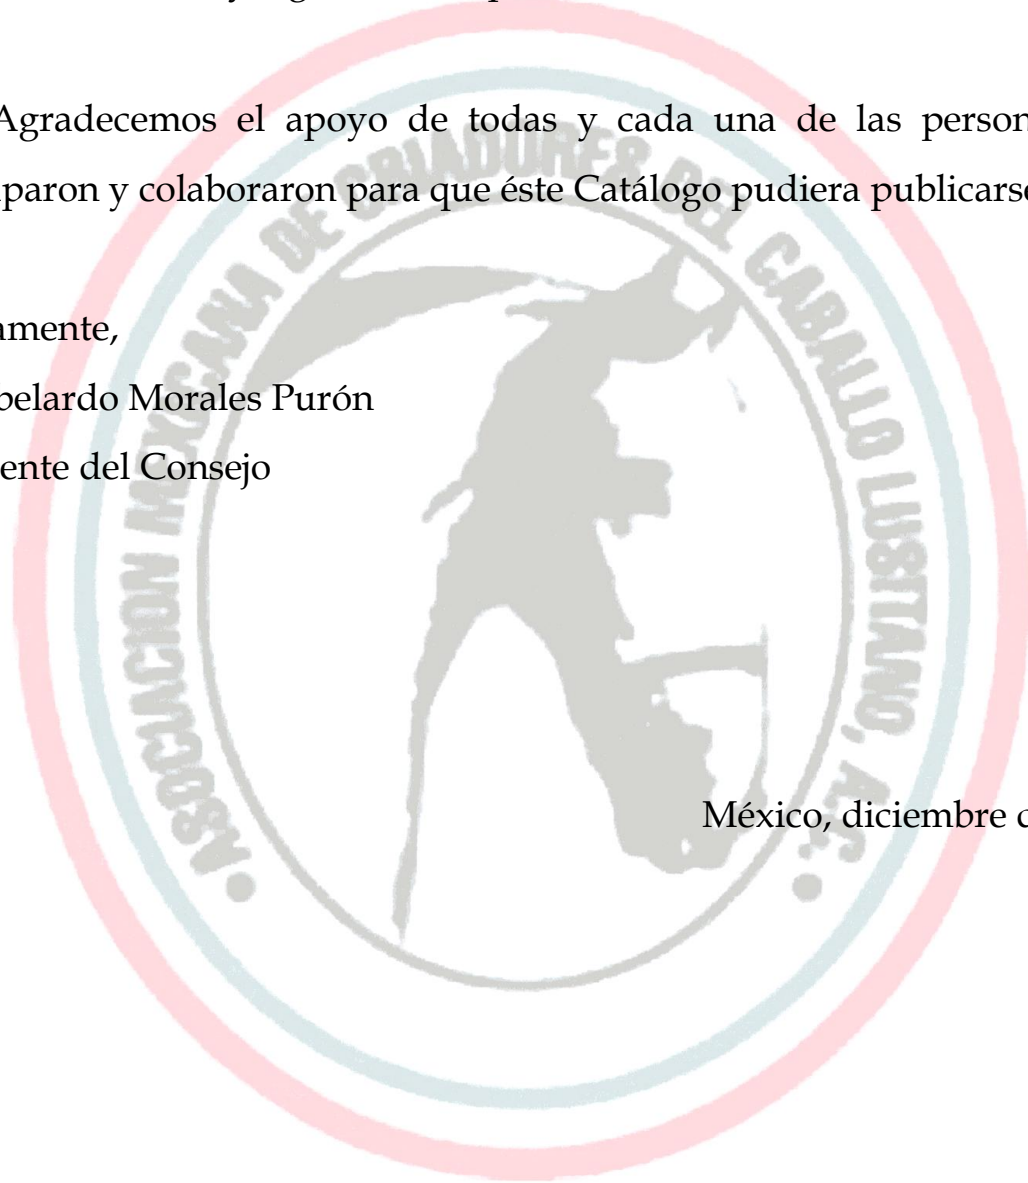 Agradecemos el apoyo de todas y cada una de las person
iparon y colaboraron para que éste Catálogo pudiera publicarse
amente,
belardo Morales Purón
ente del Consejo
México, diciembre d
ASOCIACION MEXICANA DE CRIADORES DEL CABALLO LUSITANO, A.C.